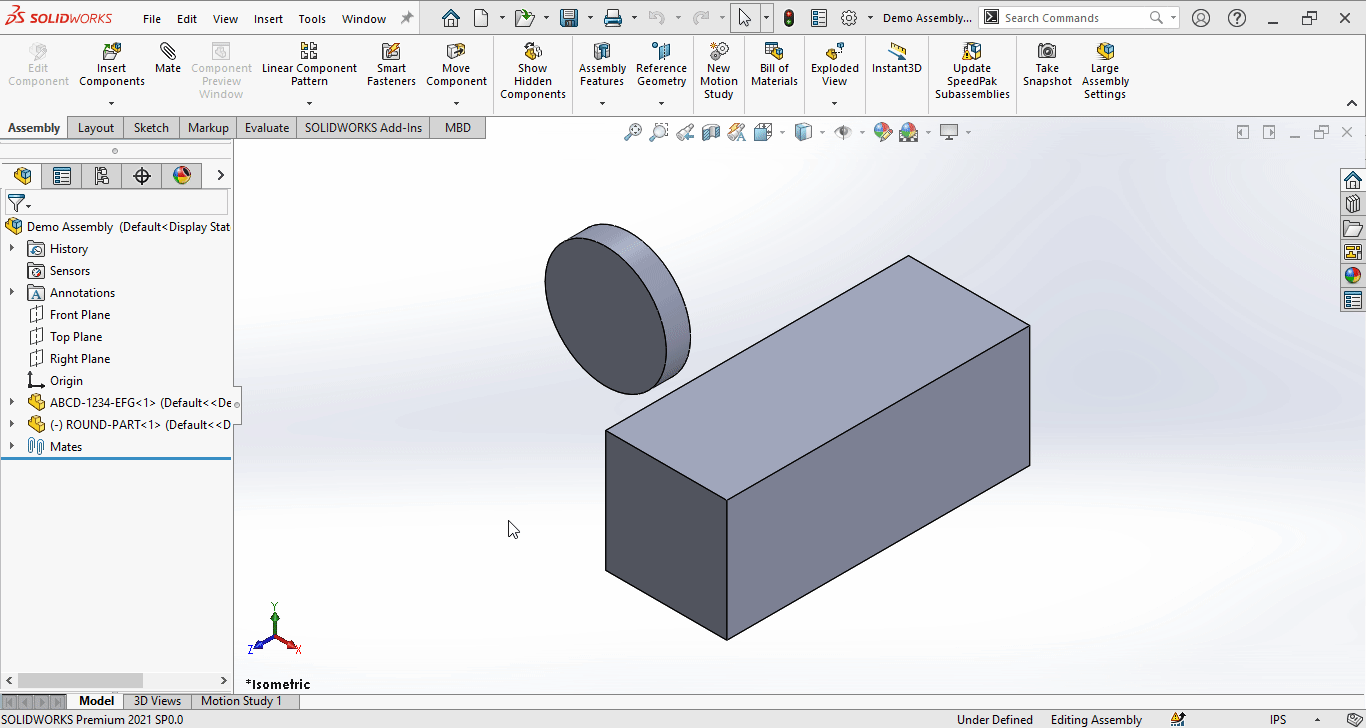 SOLIDWORKS
File Edit View Insert Tools Window
Demo Assembly...
Search Commands
Edit Component
Insert Components
Mate
Component Preview Window
Linear Component Pattern
Smart Fasteners
Move Component
Show Hidden Components
Assembly Features
Reference Geometry
New Motion Study
Bill of Materials
Exploded View
Instant3D
Update SpeedPak Subassemblies
Take Snapshot
Large Assembly Settings
Assembly Layout Sketch Markup Evaluate SOLIDWORKS Add-Ins MBD
Demo Assembly (Default<Display Stat
History
Sensors
A Annotations
Front Plane
Top Plane
Right Plane
Origin
ABCD-1234-EFG<1> (Default<<De
(-) ROUND-PART<1> (Default<<D
Mates
Y
Z X
*Isometric
Model 3D Views Motion Study 1
SOLIDWORKS Premium 2021 SP0.0
Under Defined Editing Assembly IPS